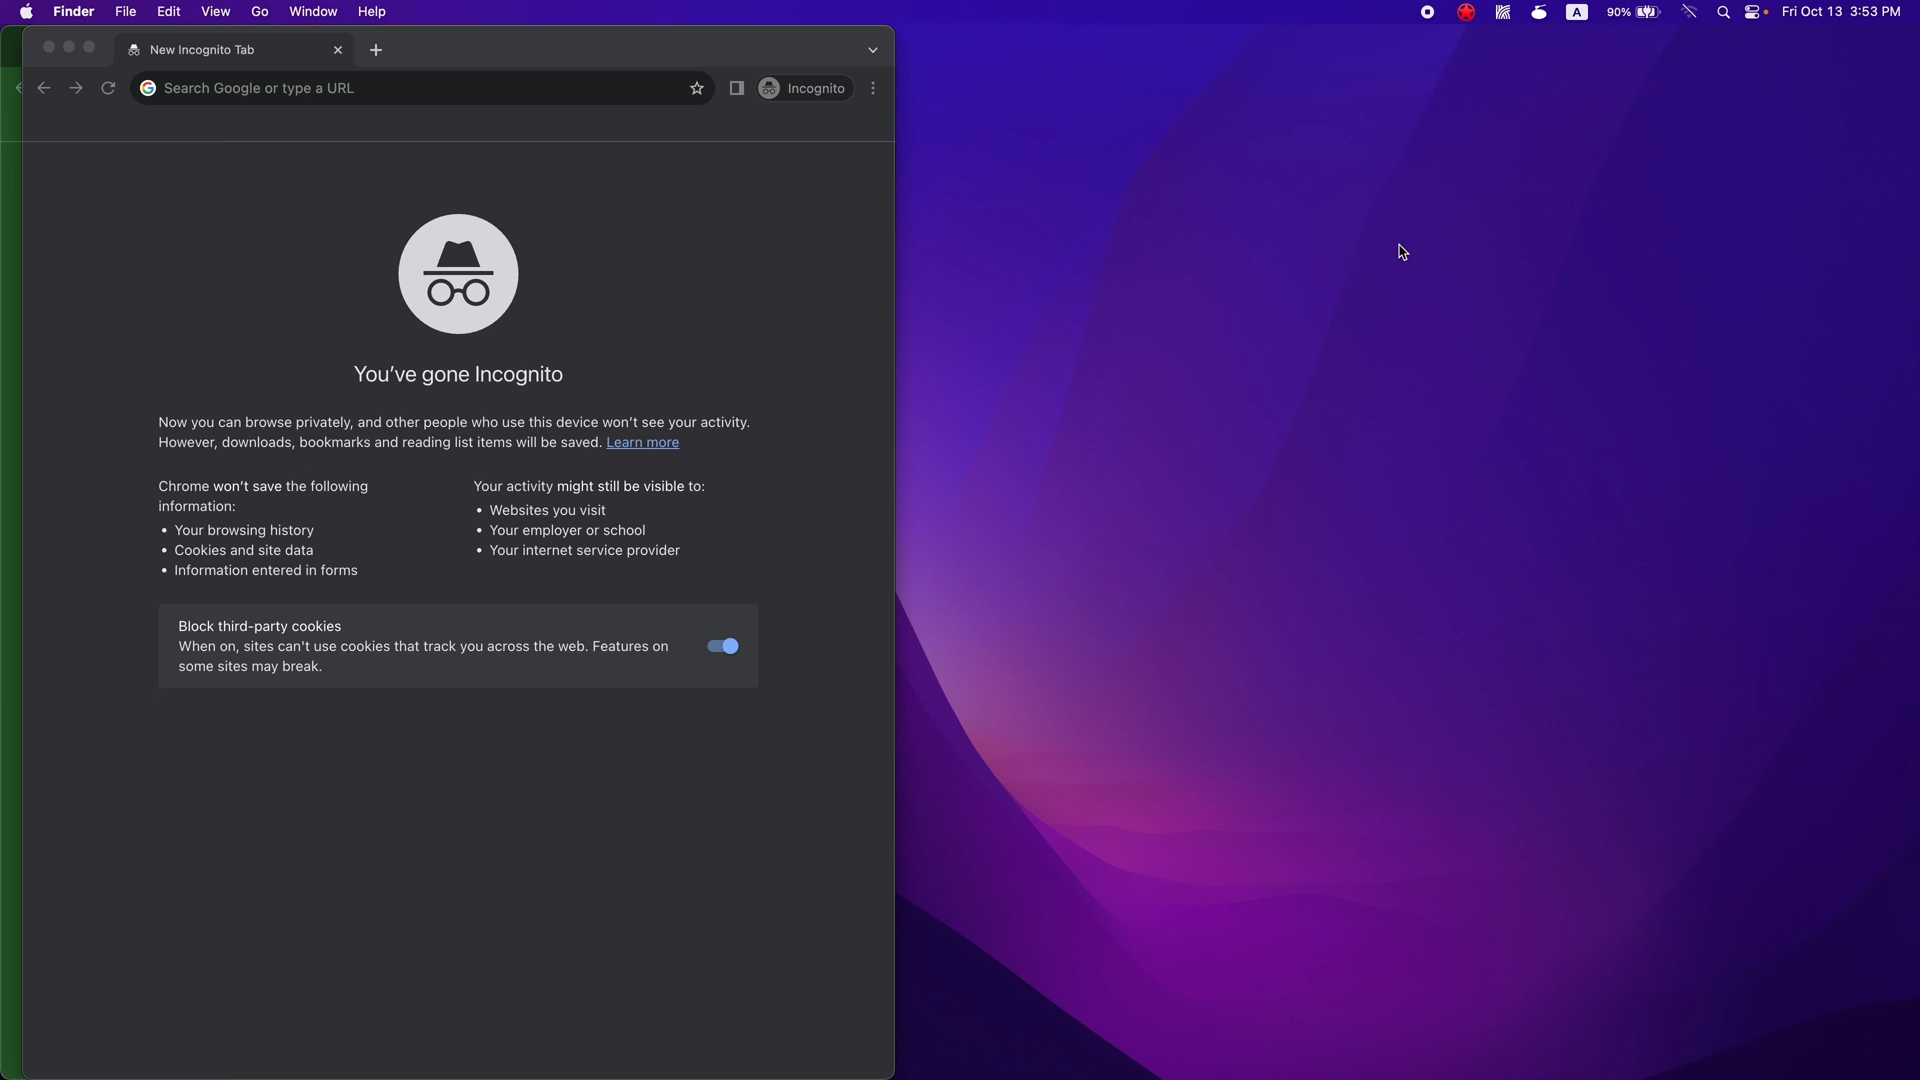 Finder File Edit View Go Window Help A 90% Fri Oct 13 3:53 PM
New Incognito Tab
Search Google or type a URL Incognito
You've gone Incognito
Now you can browse privately, and other people who use this device won't see your activity.
However, downloads, bookmarks and reading list items will be saved. Learn more
Chrome won't save the following
information:
• Your browsing history
• Cookies and site data
• Information entered in forms
Your activity might still be visible to:
• Websites you visit
• Your employer or school
• Your internet service provider
Block third-party cookies
When on, sites can't use cookies that track you across the web. Features on
some sites may break.